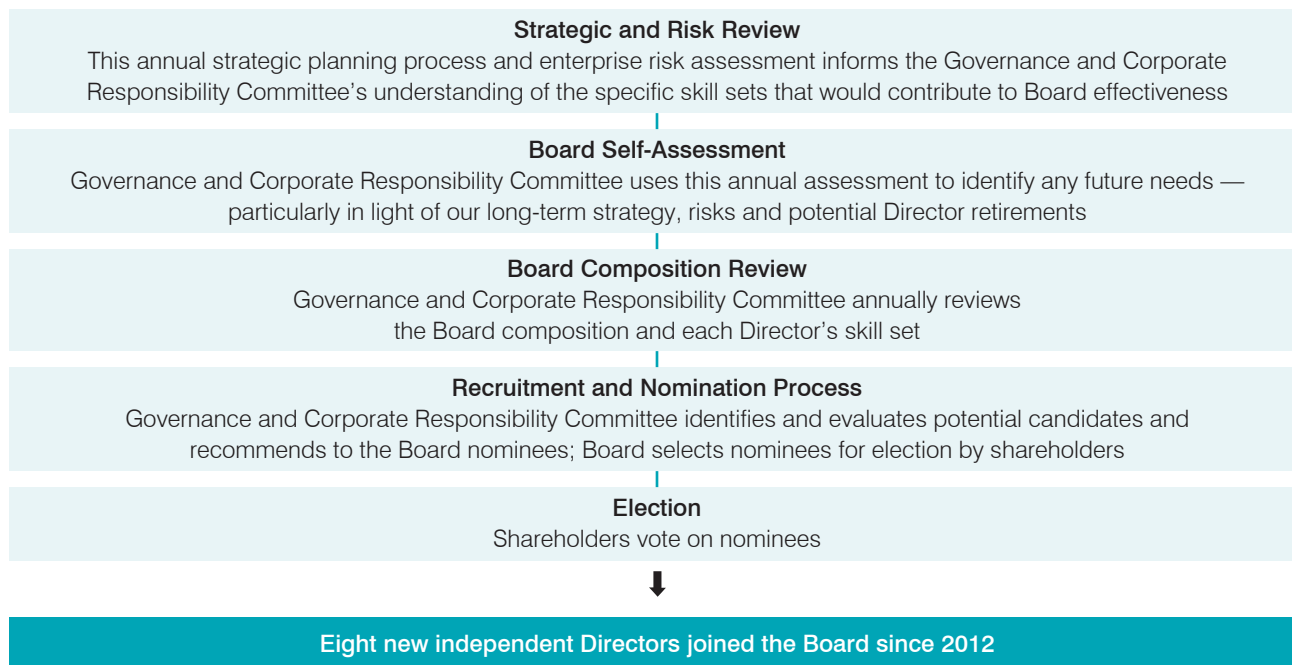 Strategic and Risk Review
This annual strategic planning process and enterprise risk assessment informs the Governance and Corporate
Responsibility Committee’s understanding of the specific skill sets that would contribute to Board effectiveness
Board Self-Assessment
Governance and Corporate Responsibility Committee uses this annual assessment to identify any future needs —
particularly in light of our long-term strategy, risks and potential Director retirements
Board Composition Review
Governance and Corporate Responsibility Committee annually reviews
the Board composition and each Director’s skill set
Recruitment and Nomination Process
Governance and Corporate Responsibility Committee identifies and evaluates potential candidates and
recommends to the Board nominees; Board selects nominees for election by shareholders
Election
Shareholders vote on nominees
Eight new independent Directors joined the Board since 2012